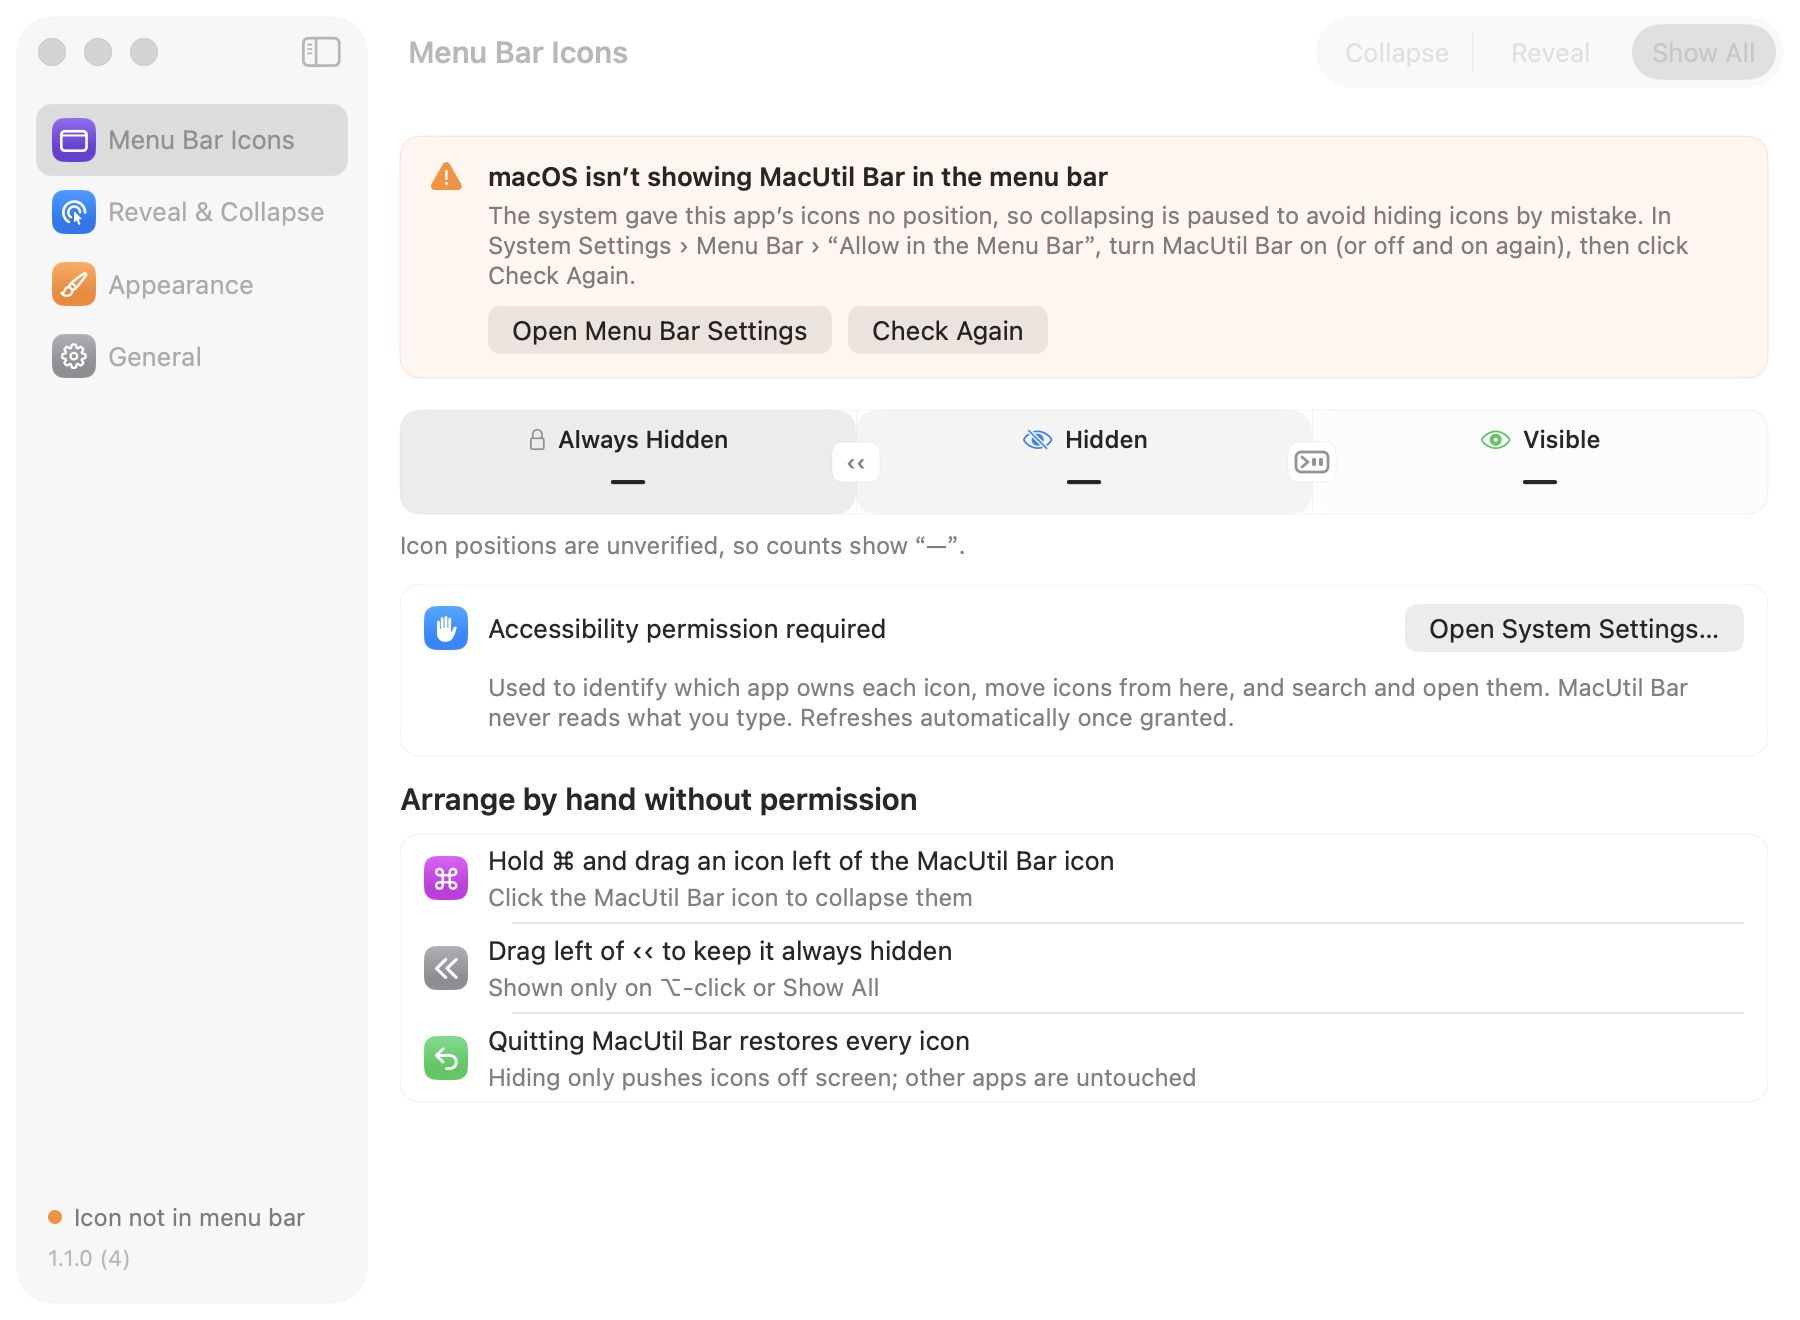 Menu Bar Icons
Collapse
Reveal
Show All
Menu Bar Icons
Reveal & Collapse
Appearance
General
macOS isn’t showing MacUtil Bar in the menu bar
The system gave this app’s icons no position, so collapsing is paused to avoid hiding icons by mistake. In
System Settings › Menu Bar › “Allow in the Menu Bar”, turn MacUtil Bar on (or off and on again), then click
Check Again.
Open Menu Bar Settings
Check Again
Always Hidden
—
‹‹
Hidden
—
Visible
—
Icon positions are unverified, so counts show “—”.
Accessibility permission required
Open System Settings...
Used to identify which app owns each icon, move icons from here, and search and open them. MacUtil Bar
never reads what you type. Refreshes automatically once granted.
Arrange by hand without permission
Hold ⌘ and drag an icon left of the MacUtil Bar icon
Click the MacUtil Bar icon to collapse them
Drag left of ‹‹ to keep it always hidden
Shown only on ⌥-click or Show All
Quitting MacUtil Bar restores every icon
Hiding only pushes icons off screen; other apps are untouched
Icon not in menu bar
1.1.0 (4)